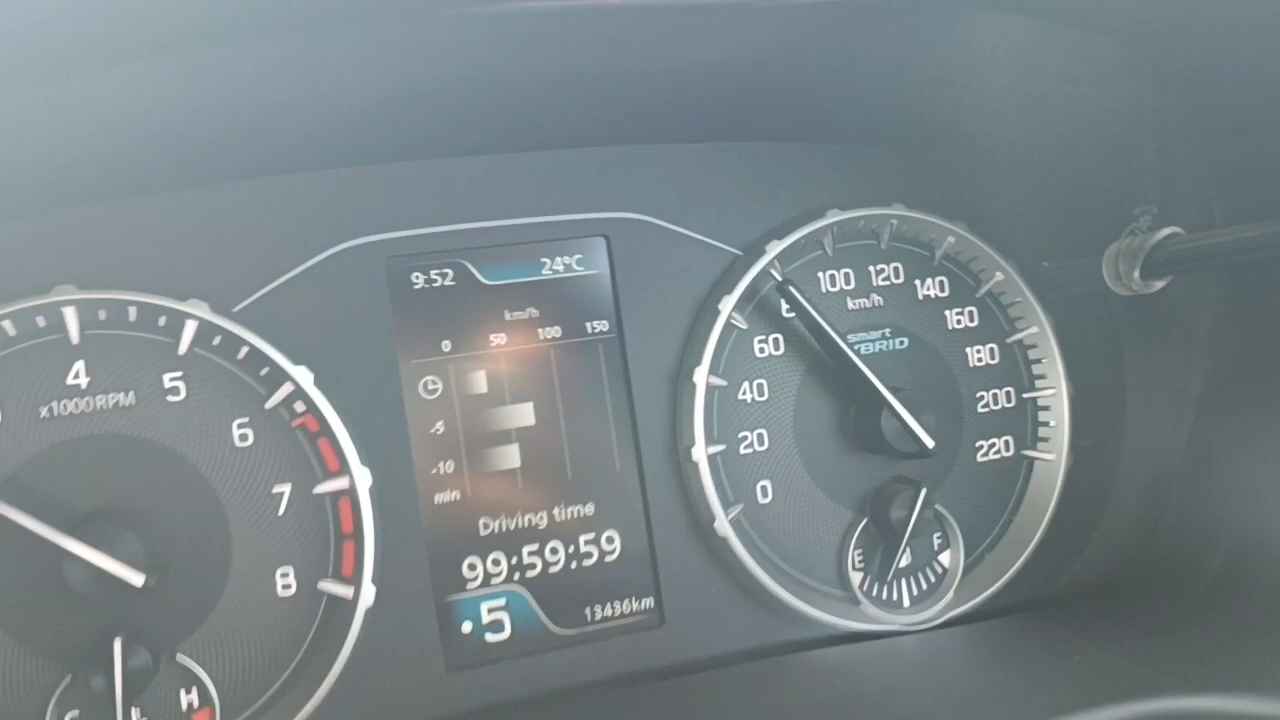 9:52 24°C
km/h
0 50 100 150
-5
-10
min
Driving time
99:59:59
5 13436km
4 5 6 7 8
x1000RPM
H
0 20 40 60 100 120 140 160 180 200 220
km/h
smart
BRID
E F